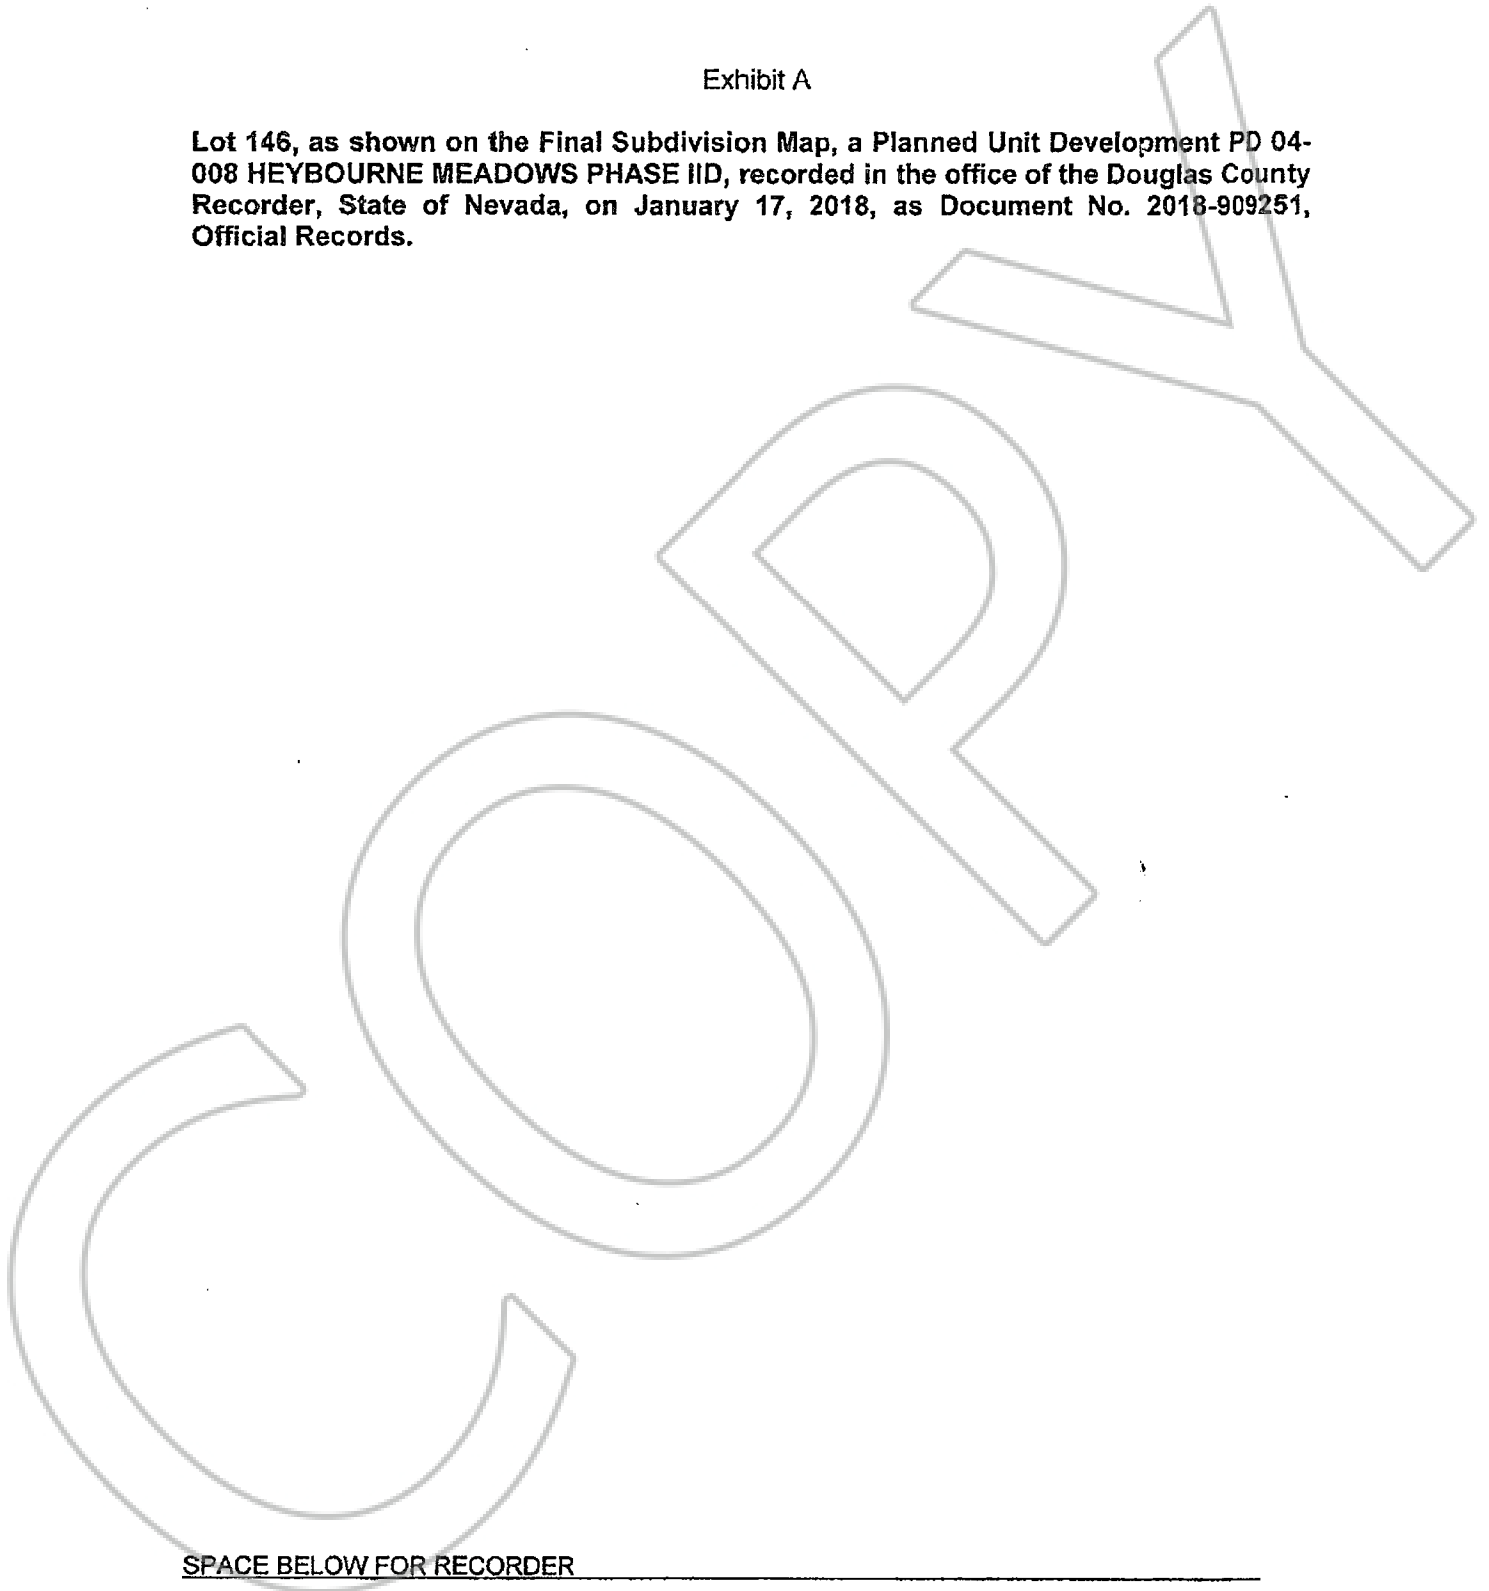 Exhibit A
Lot 146, as shown on the Final Subdivision Map, a Planned Unit Development PD 04-
008 HEYBOURNE MEADOWS PHASE IID, recorded in the office of the Douglas County
Recorder, State of Nevada, on January 17, 2018, as Document No. 2018-909251,
Official Records.
COPY
SPACE BELOW FOR RECORDER